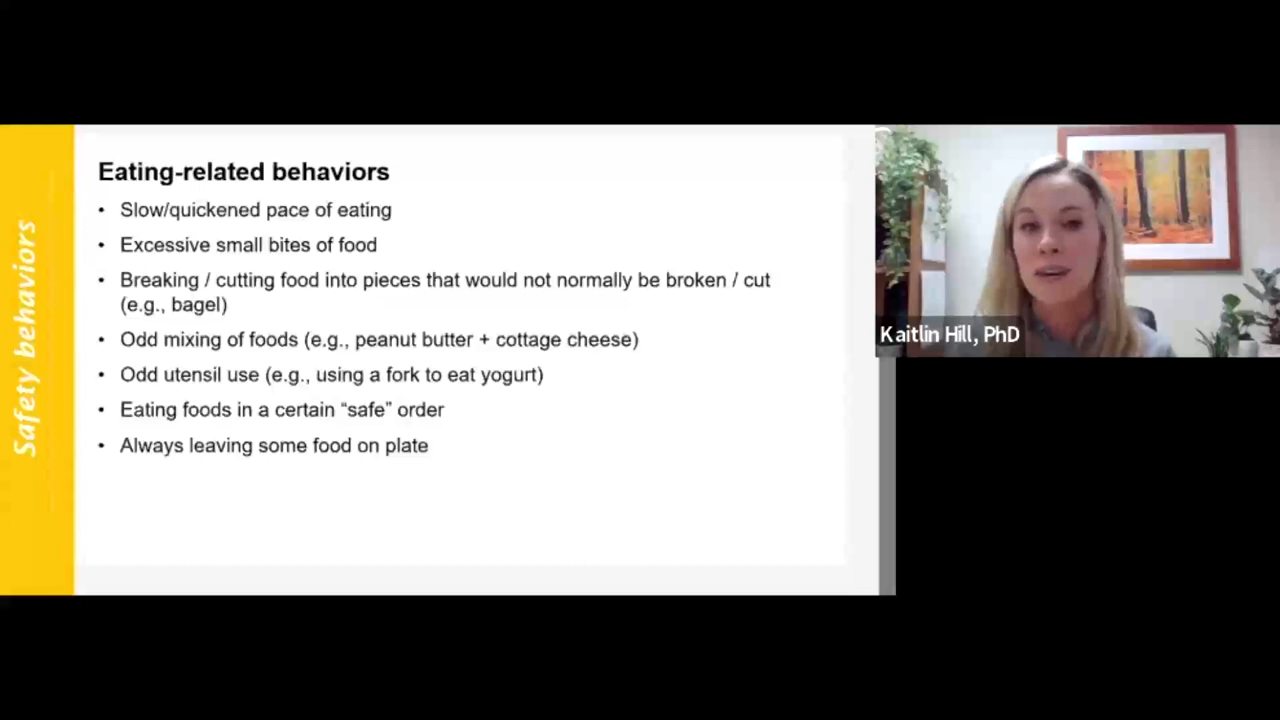 Safety behaviors
Eating-related behaviors
• Slow/quickened pace of eating
• Excessive small bites of food
• Breaking / cutting food into pieces that would not normally be broken / cut
(e.g., bagel)
• Odd mixing of foods (e.g., peanut butter + cottage cheese)
• Odd utensil use (e.g., using a fork to eat yogurt)
• Eating foods in a certain “safe” order
• Always leaving some food on plate
Kaitlin Hill, PhD